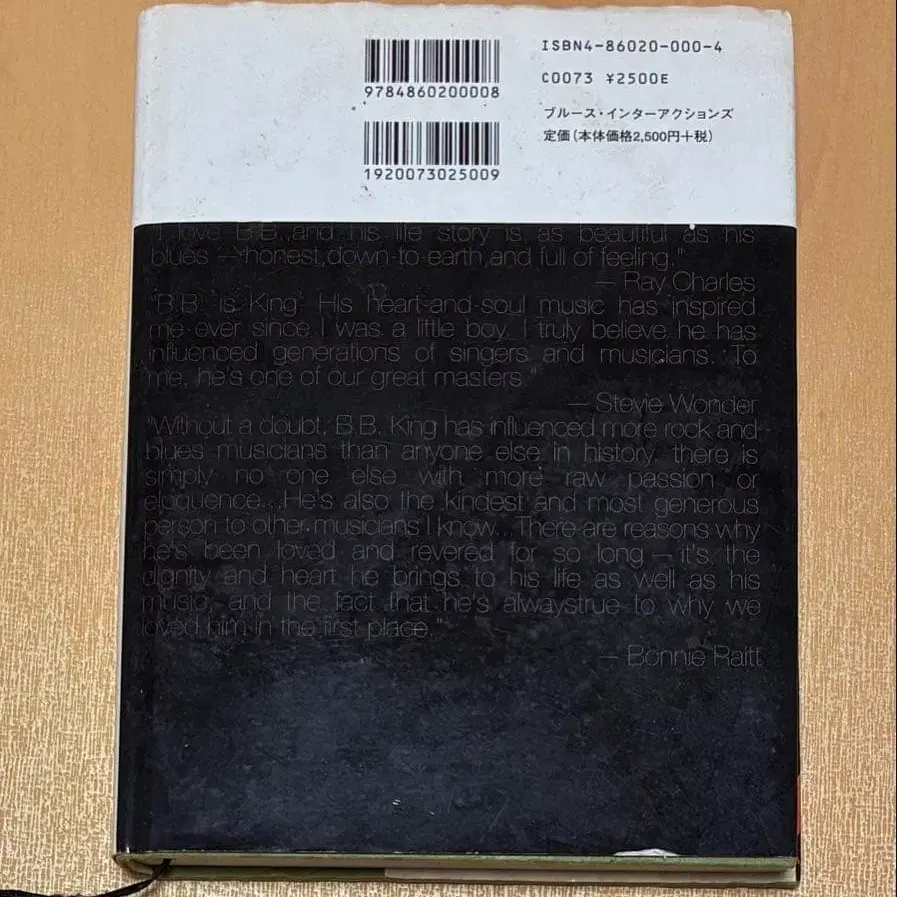 ISBN4-86020-000-4
C0073 ¥2500E
9784860200008
ブルース・インターアクションズ
定価(本体価格2,500円+税)
1920073025009
I love B.B., and his life story is as beautiful as his
blues — honest, down-to-earth, and full of feeling."
— Ray Charles
"B.B. is King. His heart-and-soul music has inspired
me ever since I was a little boy. I truly believe he has
influenced generations of singers and musicians. To
me, he's one of our great masters."
— Stevie Wonder
"Without a doubt, B.B. King has influenced more rock and
blues musicians than anyone else in history. there is
simply no one else with more raw passion or
eloquence...He's also the kindest and most generous
person to other musicians I know. There are reasons why
he's been loved and revered for so long — it's the
dignity and heart he brings to his life as well as his
music, and the fact that he's alwaystrue to why we
loved him in the first place."
— Bonnie Raitt